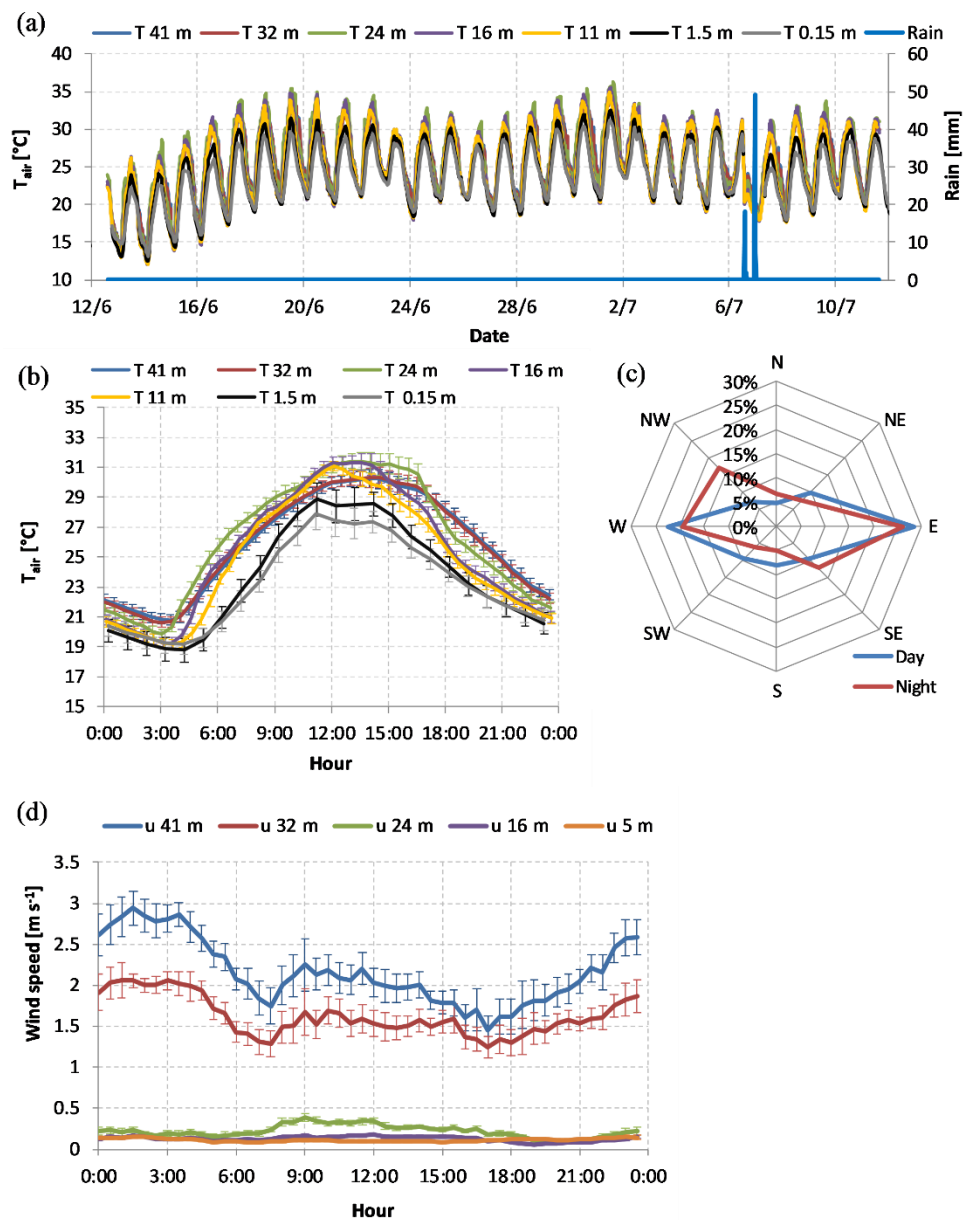 (a)
T 41 m T 32 m T 24 m T 16 m T 11 m T 1.5 m T 0.15 m Rain
40 60
35 50
30 40
25 30
20 20
15 10
10 0
T air [°C]
Rain [mm]
12/6 16/6 20/6 24/6 28/6 2/7 6/7 10/7
Date
(b)
T 41 m T 32 m T 24 m T 16 m
T 11 m T 1.5 m T 0.15 m
35
33
31
29
27
25
23
21
19
17
15
T air [°C]
0:00 3:00 6:00 9:00 12:00 15:00 18:00 21:00 0:00
Hour
(c)
N
30%
25%
20%
15%
10%
5%
0%
NW NE
W E
SW SE
S
Day
Night
(d)
u 41 m u 32 m u 24 m u 16 m u 5 m
3.5
3
2.5
2
1.5
1
0.5
0
Wind speed [m s-1]
0:00 3:00 6:00 9:00 12:00 15:00 18:00 21:00 0:00
Hour